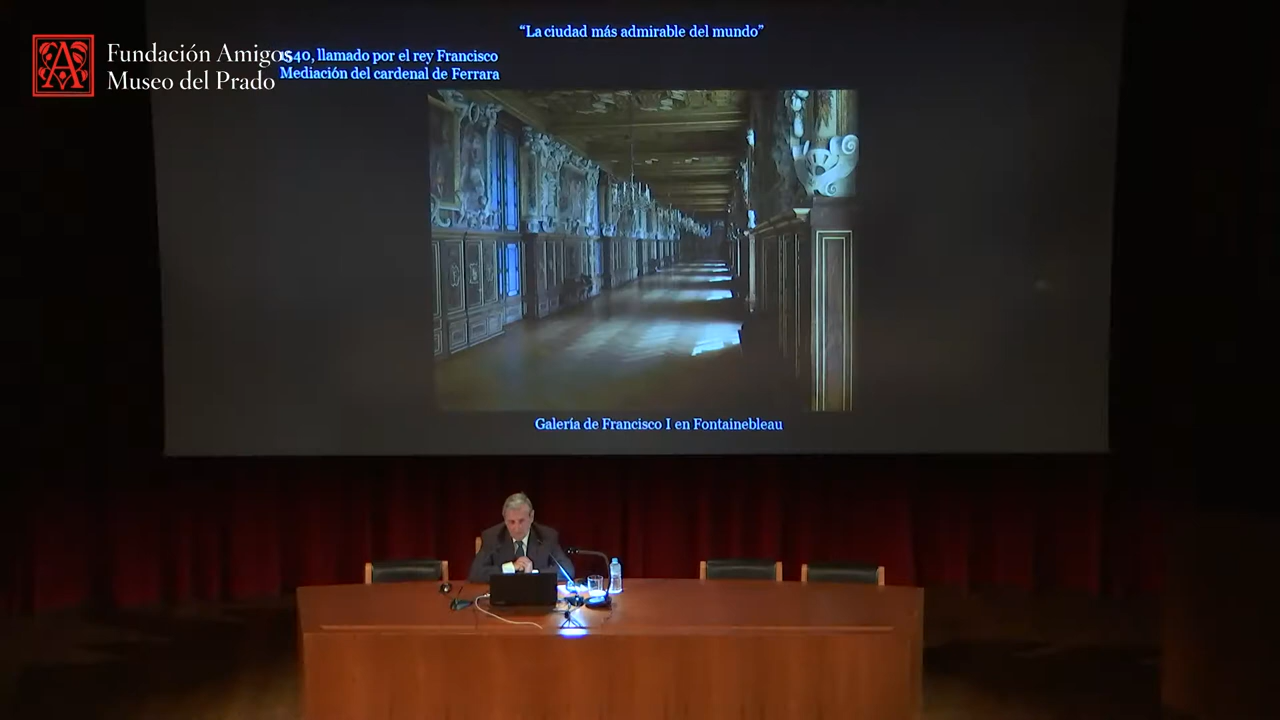 “La ciudad más admirable del mundo”
Fundación Amigos
Museo del Prado
1540, llamado por el rey Francisco
Mediación del cardenal de Ferrara
Galería de Francisco I en Fontainebleau